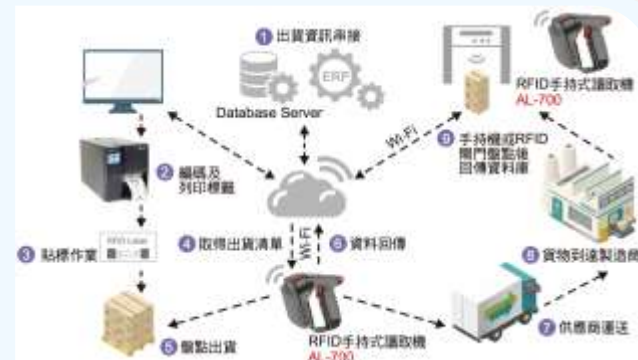 1 出貨資訊串接
ERP
Database Server
RFID手持式讀取機
AL-700
2 編碼及
列印標籤
Wi-Fi
9 手持機或RFID
閘門盤點後
回傳資料庫
3 貼標作業
RFID Label
4 取得出貨清單
Wi-Fi
6 資料回傳
8 貨物到達製造商
5 盤點出貨
RFID手持式讀取機
AL-700
7 供應商運送